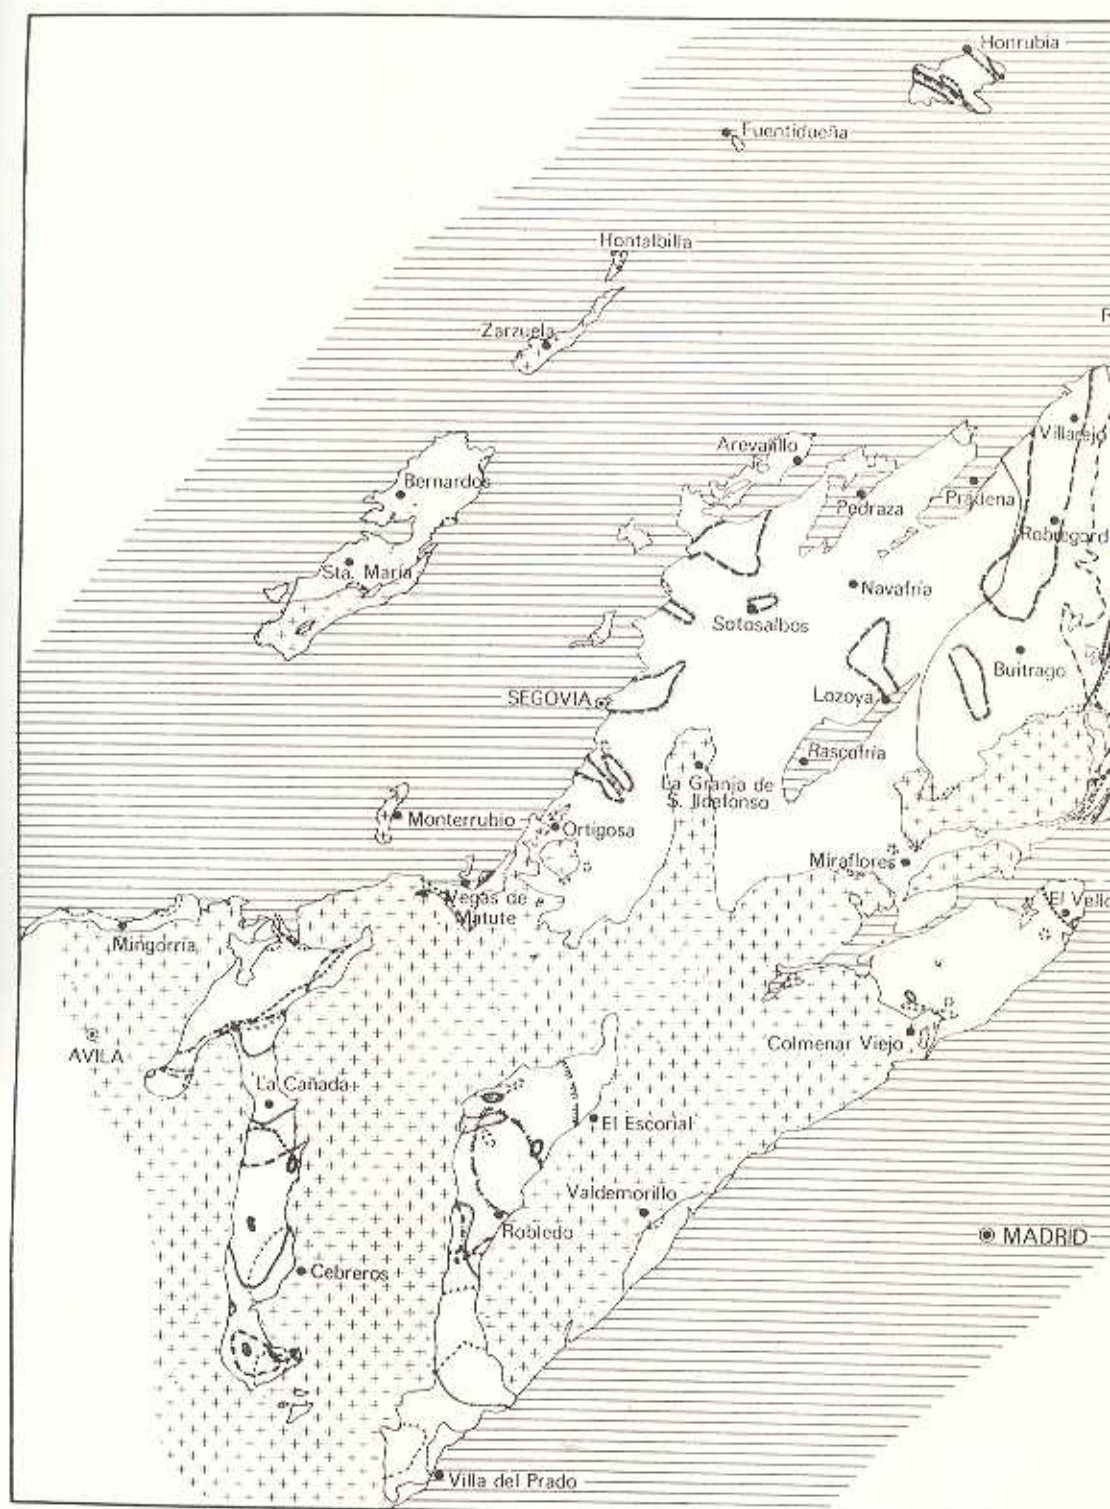 Honrubia
Fuentidueña
Hontalbilla
Zarzuela
Villarejo
Arevalillo
Bernardos
Pedraza
Pradena
Sta. María
Navafría
Sotosalbos
Buitrago
SEGOVIA
Lozoya
Rascafría
La Granja de
S. Ildefonso
Monterrubio
Ortigosa
Miraflores
Vegas de
Matute
Mingorría
AVILA
Colmenar Viejo
La Cañada
El Escorial
Valdemorillo
Robledo
MADRID
Cebreros
Villa del Prado